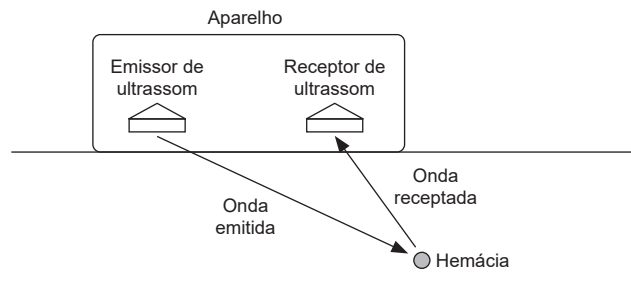 Aparelho
Emissor de
ultrassom
Receptor de
ultrassom
Onda
receptada
Onda
emitida
Hemácia